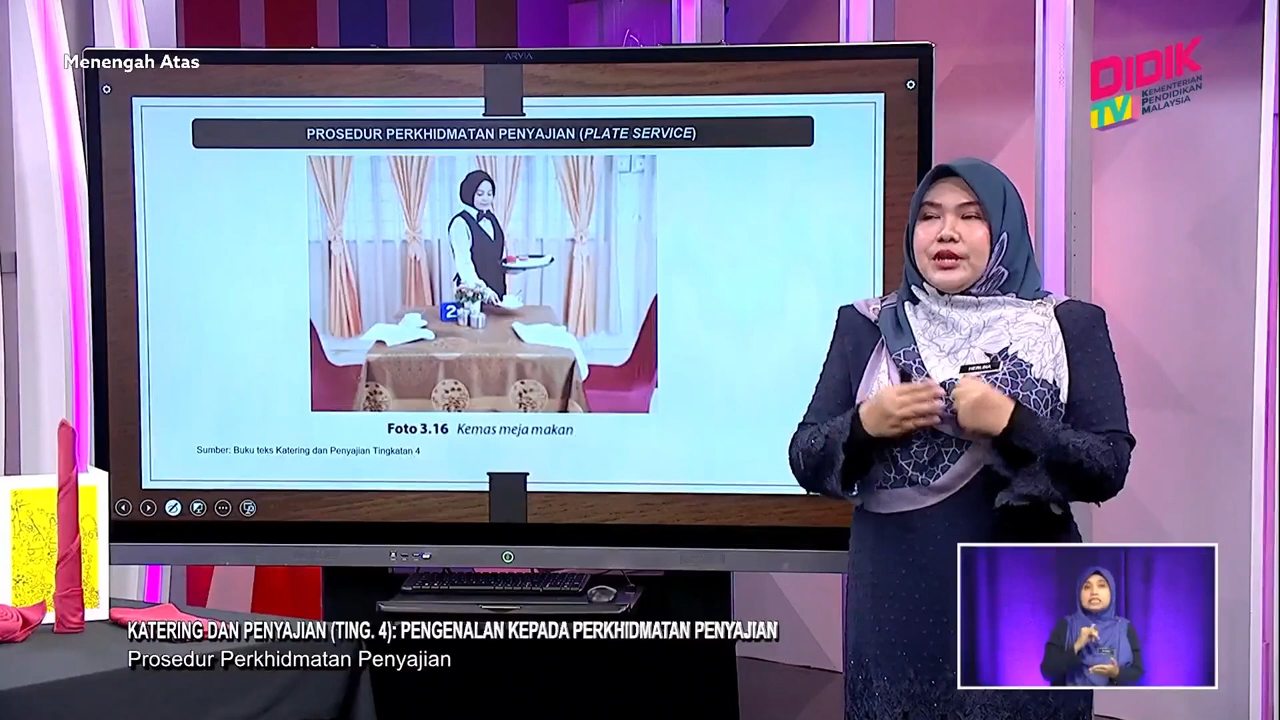 Menengah Atas
ARVIA
DIDIK
TV
KEMENTERIAN
PENDIDIKAN
MALAYSIA
PROSEDUR PERKHIDMATAN PENYAJIAN (PLATE SERVICE)
2
Foto 3.16 Kemas meja makan
Sumber: Buku teks Katering dan Penyajian Tingkatan 4
HERLINA
KATERING DAN PENYAJIAN (TING. 4): PENGENALAN KEPADA PERKHIDMATAN PENYAJIAN
Prosedur Perkhidmatan Penyajian